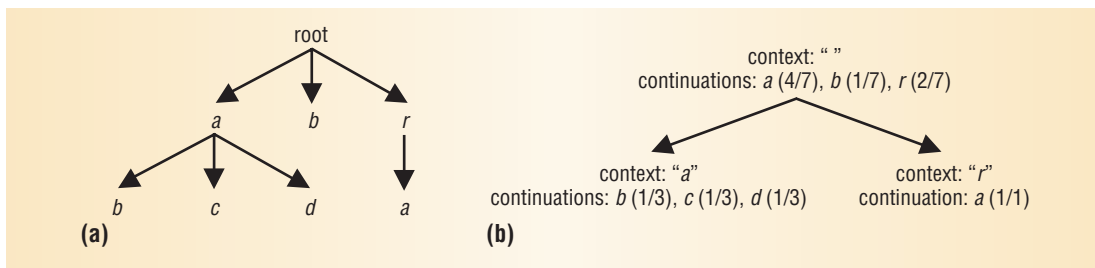 root
a b r
b c d a
(a)
context: “ ”
continuations: a (4/7), b (1/7), r (2/7)
context: “a”
continuations: b (1/3), c (1/3), d (1/3)
context: “r”
continuation: a (1/1)
(b)